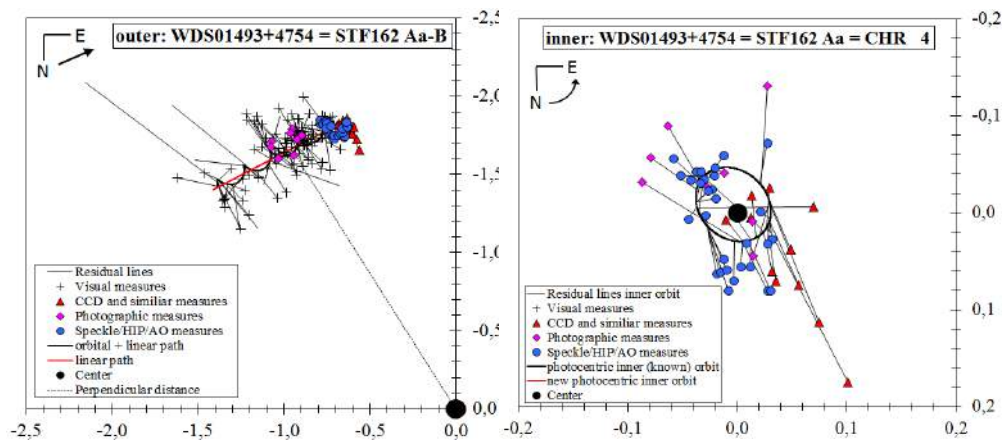 outer: WDS01493+4754 = STF162 Aa-B
E
N
Residual lines
Visual measures
CCD and similiar measures
Photographic measures
Speckle/HIP/AO measures
orbital + linear path
linear path
Center
Perpendicular distance
-2,5
-2,0
-1,5
-1,0
-0,5
0,0
-2,5
-2,0
-1,5
-1,0
-0,5
0,0
inner: WDS01493+4754 = STF162 Aa = CHR 4
E
N
Residual lines inner orbit
Visual measures
CCD and similiar measures
Photographic measures
Speckle/HIP/AO measures
photocentric inner (known) orbit
new photocentric inner orbit
Center
-0,2
-0,1
0,0
0,1
0,2
-0,2
-0,1
0,0
0,1
0,2